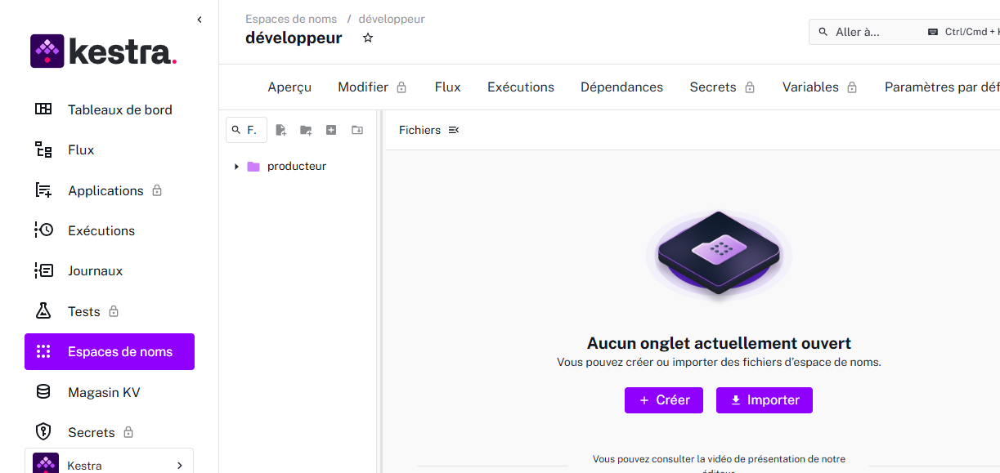 Espaces de noms / développeur
développeur
Aller à...
Ctrl/Cmd +
kestra.
Aperçu
Modifier
Flux
Exécutions
Dépendances
Secrets
Variables
Paramètres par déf
Tableaux de bord
Flux
Applications
Exécutions
Journaux
Tests
Espaces de noms
Magasin KV
Secrets
Kestra
F.
producteur
Fichiers
Aucun onglet actuellement ouvert
Vous pouvez créer ou importer des fichiers d'espace de noms.
Créer
Importer
Vous pouvez consulter la vidéo de présentation de notre